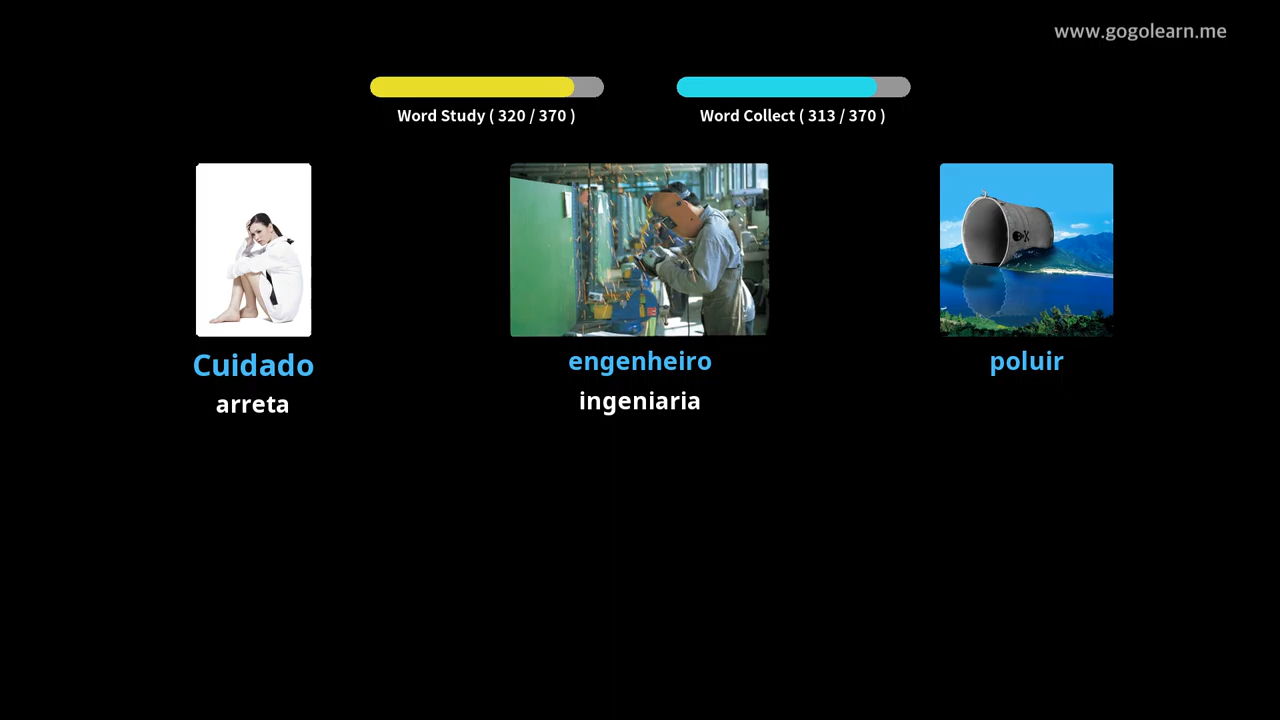 www.gogolearn.me
Word Study ( 320 / 370 )
Word Collect ( 313 / 370 )
Cuidado
arreta
engenheiro
ingeniaria
poluir